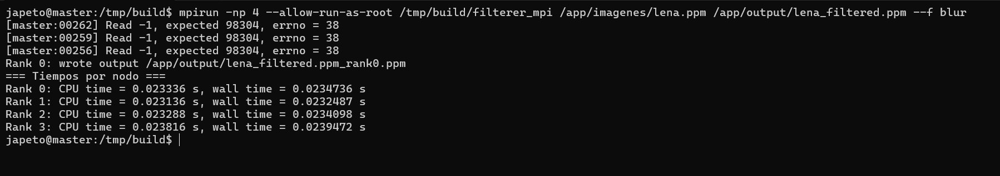 japeto@master:/tmp/build$ mpirun -np 4 --allow-run-as-root /tmp/build/filterer_mpi /app/imagenes/lena.ppm /app/output/lena_filtered.ppm --f blur
[master:00262] Read -1, expected 98304, errno = 38
[master:00259] Read -1, expected 98304, errno = 38
[master:00256] Read -1, expected 98304, errno = 38
Rank 0: wrote output /app/output/lena_filtered.ppm_rank0.ppm
=== Tiempos por nodo ===
Rank 0: CPU time = 0.023336 s, wall time = 0.0234736 s
Rank 1: CPU time = 0.023136 s, wall time = 0.0232487 s
Rank 2: CPU time = 0.023288 s, wall time = 0.0234098 s
Rank 3: CPU time = 0.023816 s, wall time = 0.0239472 s
japeto@master:/tmp/build$